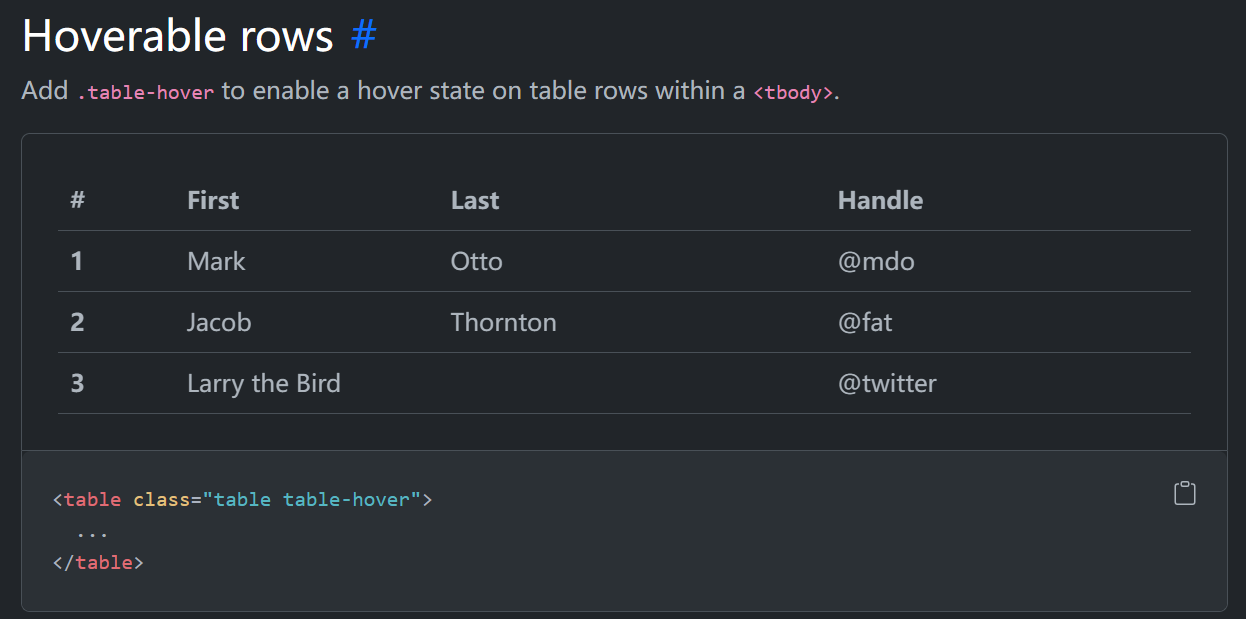 Hoverable rows #
Add .table-hover to enable a hover state on table rows within a <tbody>.
# First Last Handle
1 Mark Otto @mdo
2 Jacob Thornton @fat
3 Larry the Bird @twitter
<table class="table table-hover">
...
</table>